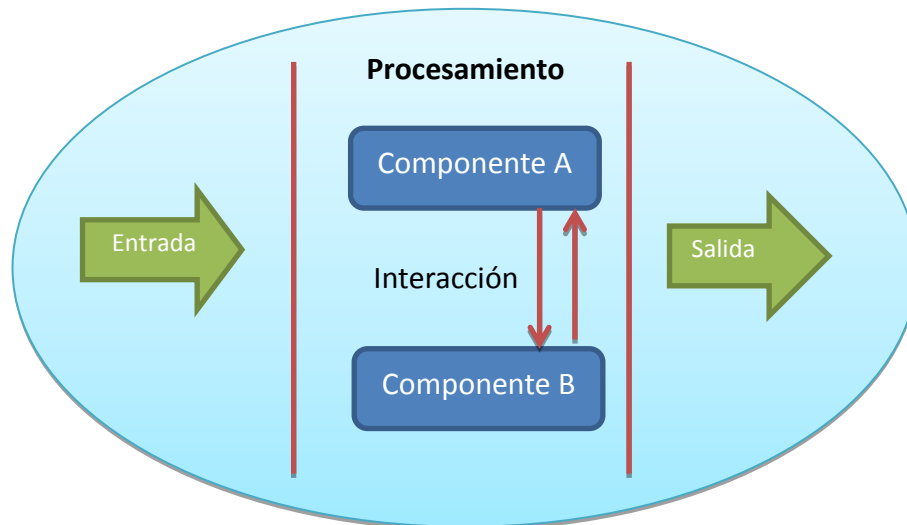 Procesamiento
Componente A
Entrada
Interacción
Salida
Componente B